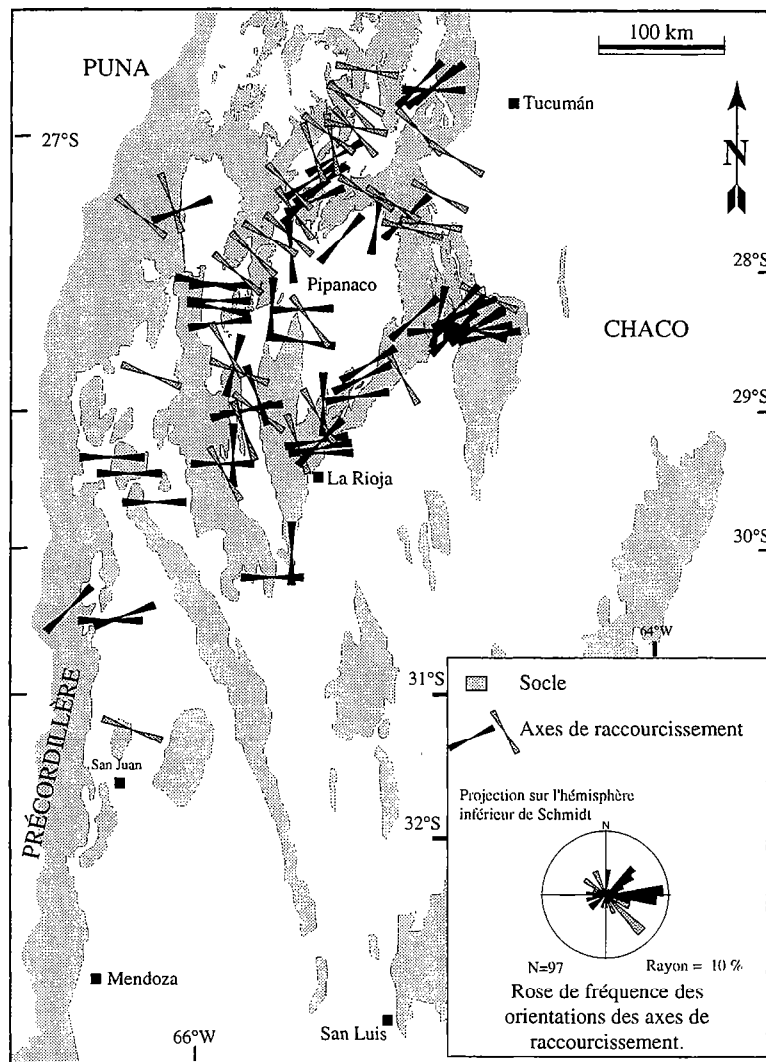 100 km
PUNA
Tucumán
27°S
N
28°S
Pipanaco
CHACO
29°S
La Rioja
30°S
64°W
31°S
Socle
Axes de raccourcissement
San Juan
PRÉCORDILLÈRE
Projection sur l'hémisphère
inférieur de Schmidt
32°S
N
N=97
Rayon = 10 %
Mendoza
Rose de fréquence des
orientations des axes de
raccourcissement.
San Luis
66°W